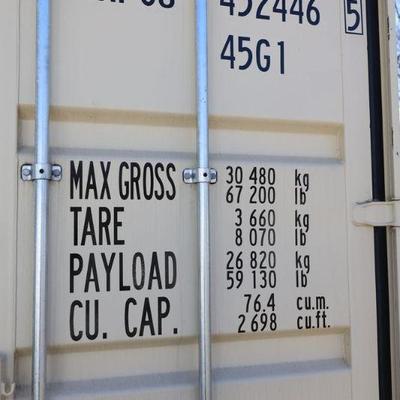 452446 5
45G1
MAX GROSS 30 480 kg
67 200 lb
TARE 3 660 kg
8 070 lb
PAYLOAD 26 820 kg
59 130 lb
CU. CAP. 76.4 cu.m.
2 698 cu.ft.